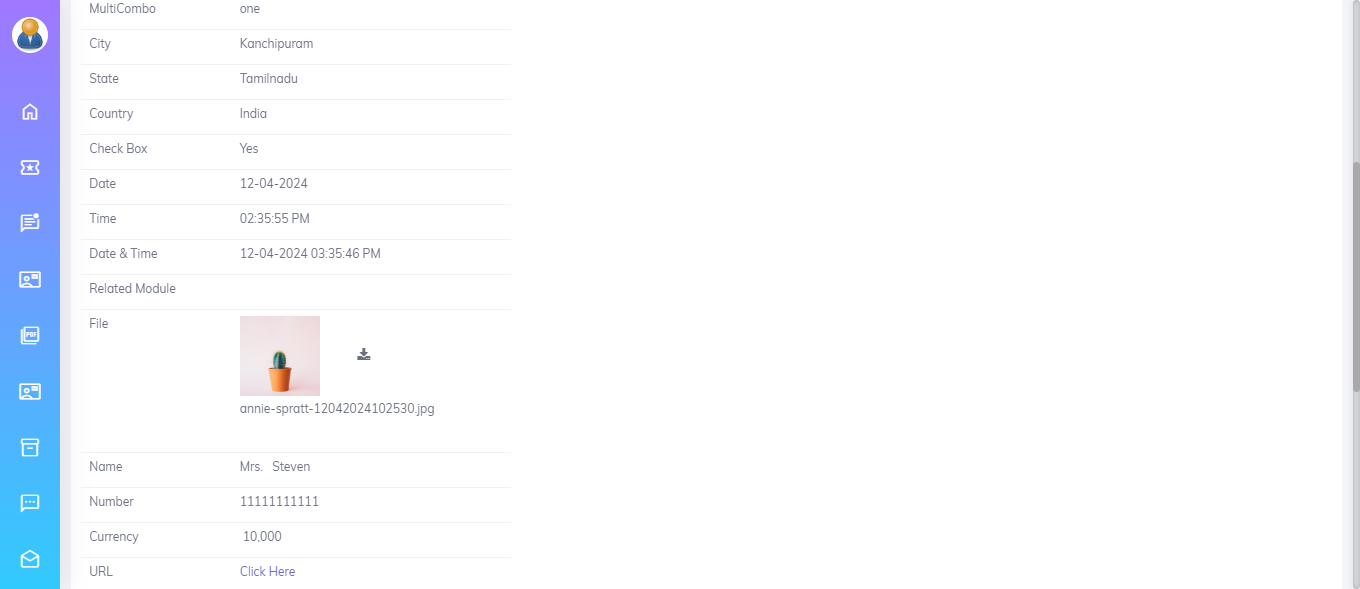 MultiCombo one
City Kanchipuram
State Tamilnadu
Country India
Check Box Yes
Date 12-04-2024
Time 02:35:55 PM
Date & Time 12-04-2024 03:35:46 PM
Related Module
File
annie-spratt-12042024102530.jpg
Name Mrs. Steven
Number 11111111111
Currency 10,000
URL Click Here
PDF